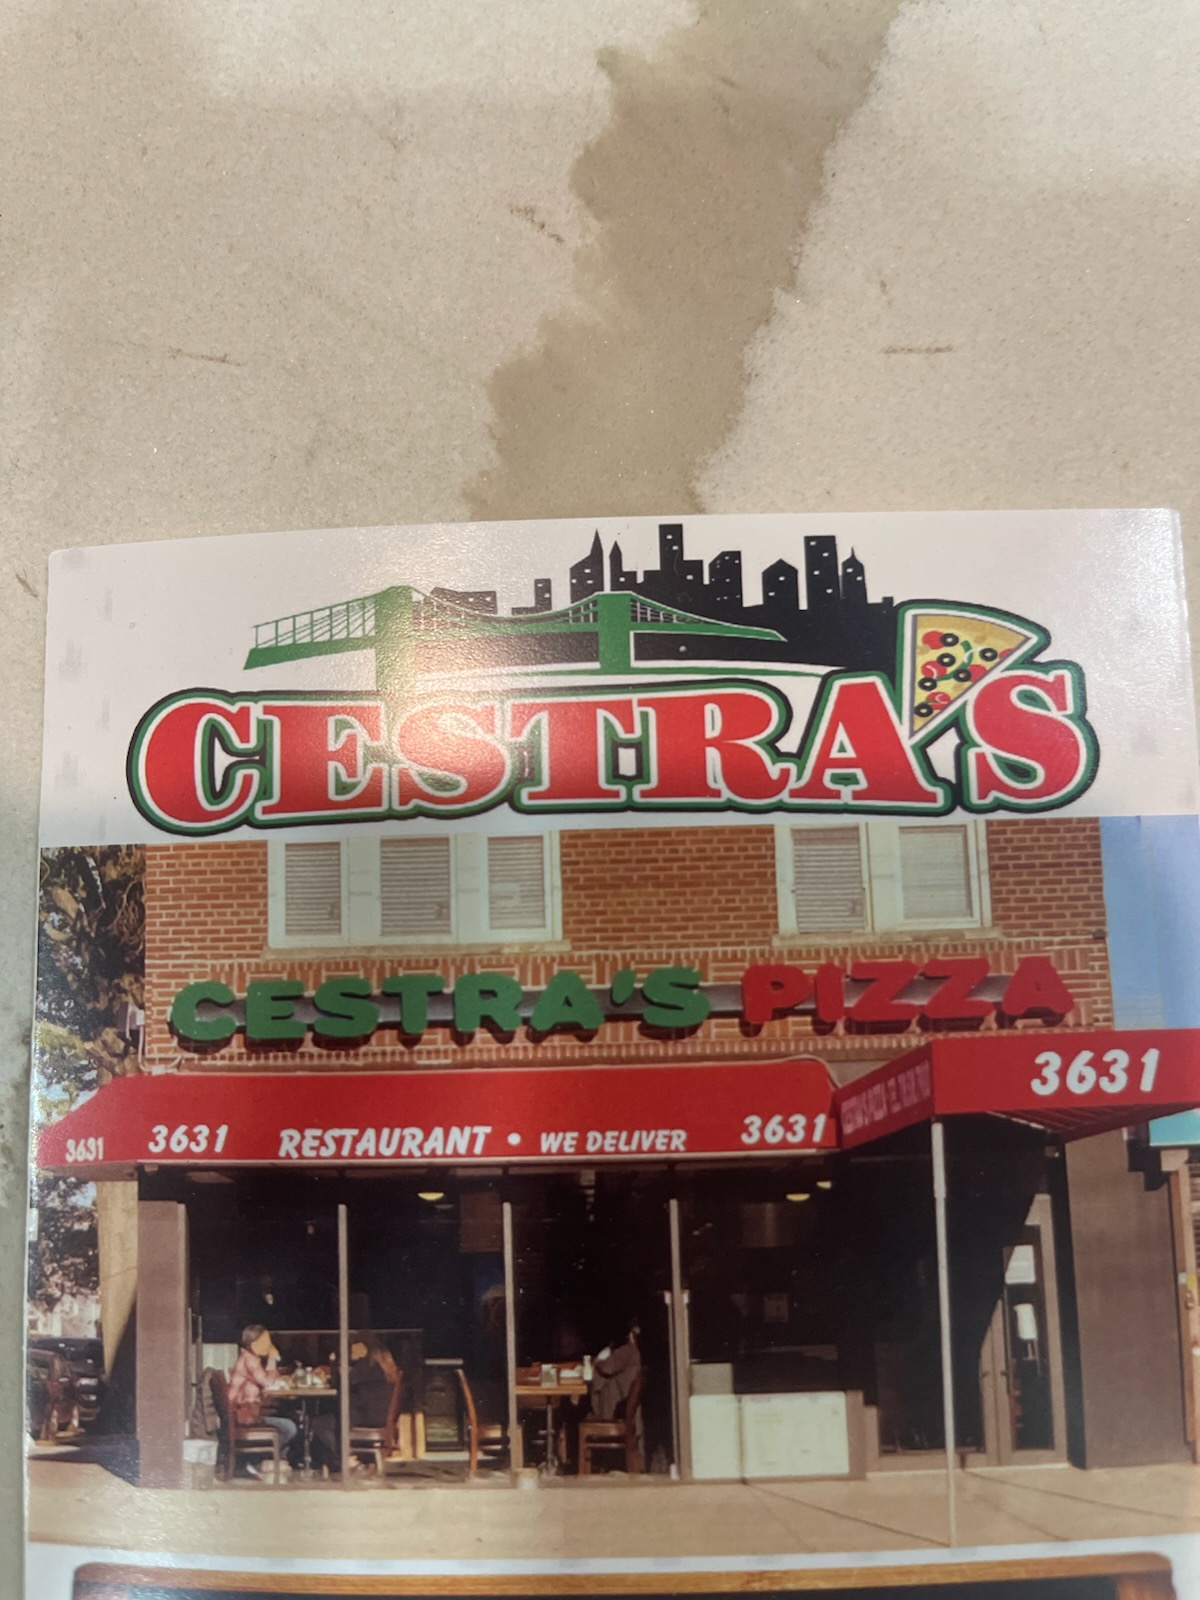 CESTRA'S
CESTRA'S PIZZA
3631
3631 3631 RESTAURANT • WE DELIVER 3631